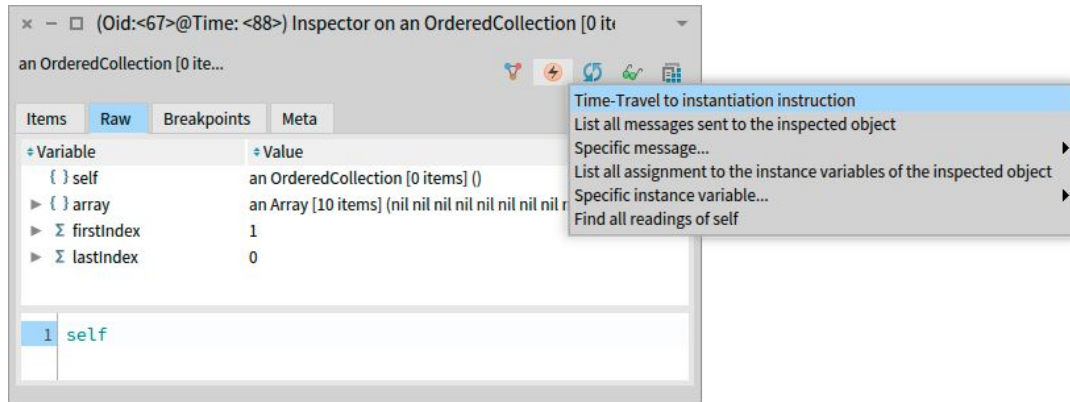 (Oid:<67>@Time: <88>) Inspector on an OrderedCollection [0 ite
an OrderedCollection [0 ite...
Items Raw Breakpoints Meta
Variable Value
{ } self an OrderedCollection [0 items] ()
{ } array an Array [10 items] (nil nil nil nil nil nil nil nil
Σ firstIndex 1
Σ lastIndex 0
1 self
Time-Travel to instantiation instruction
List all messages sent to the inspected object
Specific message...
List all assignment to the instance variables of the inspected object
Specific instance variable...
Find all readings of self